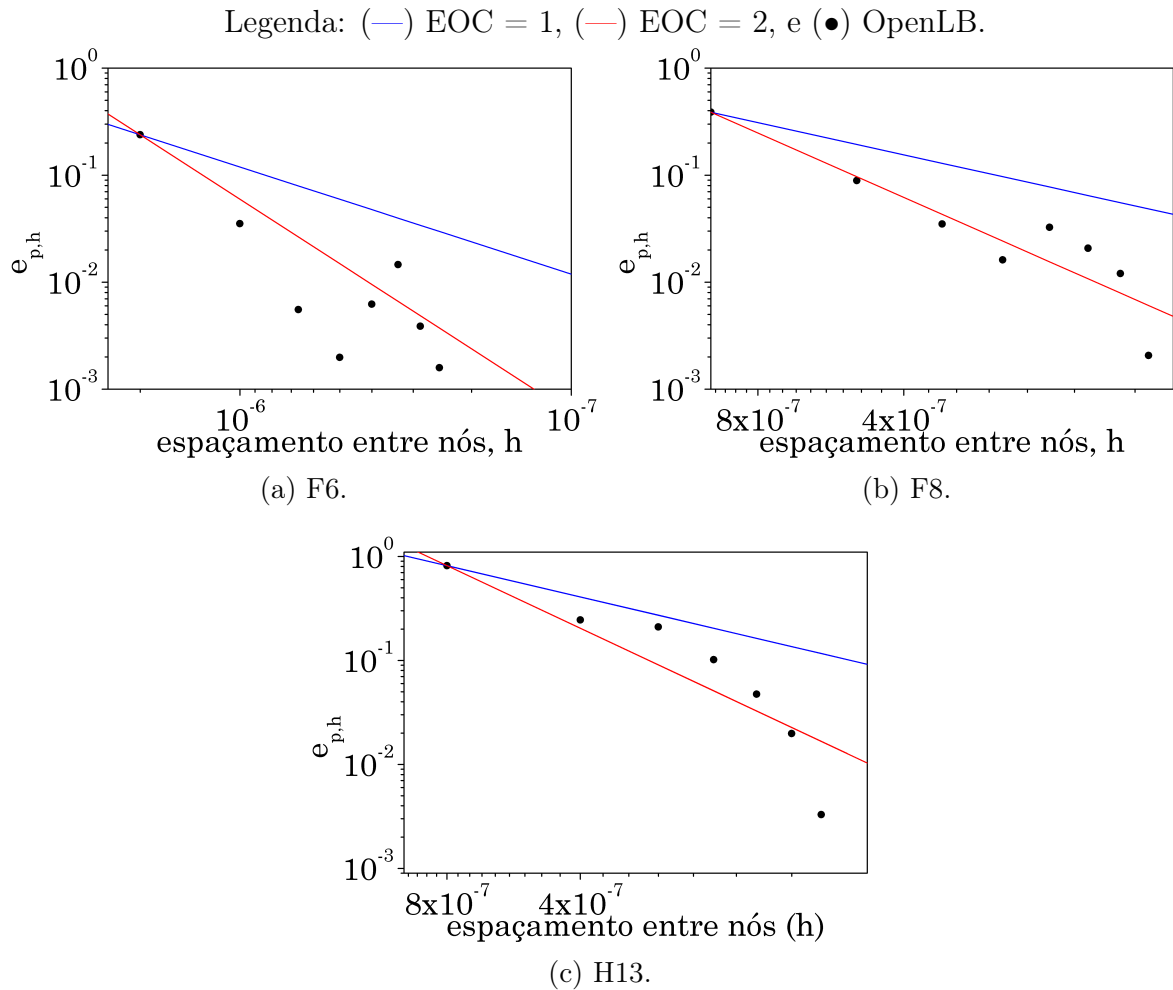 Legenda: (—) EOC = 1, (—) EOC = 2, e (●) OpenLB.
10^0
10^-1
10^-2
10^-3
e_p,h
10^-6
10^-7
espaçamento entre nós, h
(a) F6.
10^0
10^-1
10^-2
10^-3
e_p,h
8x10^-7
4x10^-7
espaçamento entre nós, h
(b) F8.
10^0
10^-1
10^-2
10^-3
e_p,h
8x10^-7
4x10^-7
espaçamento entre nós (h)
(c) H13.